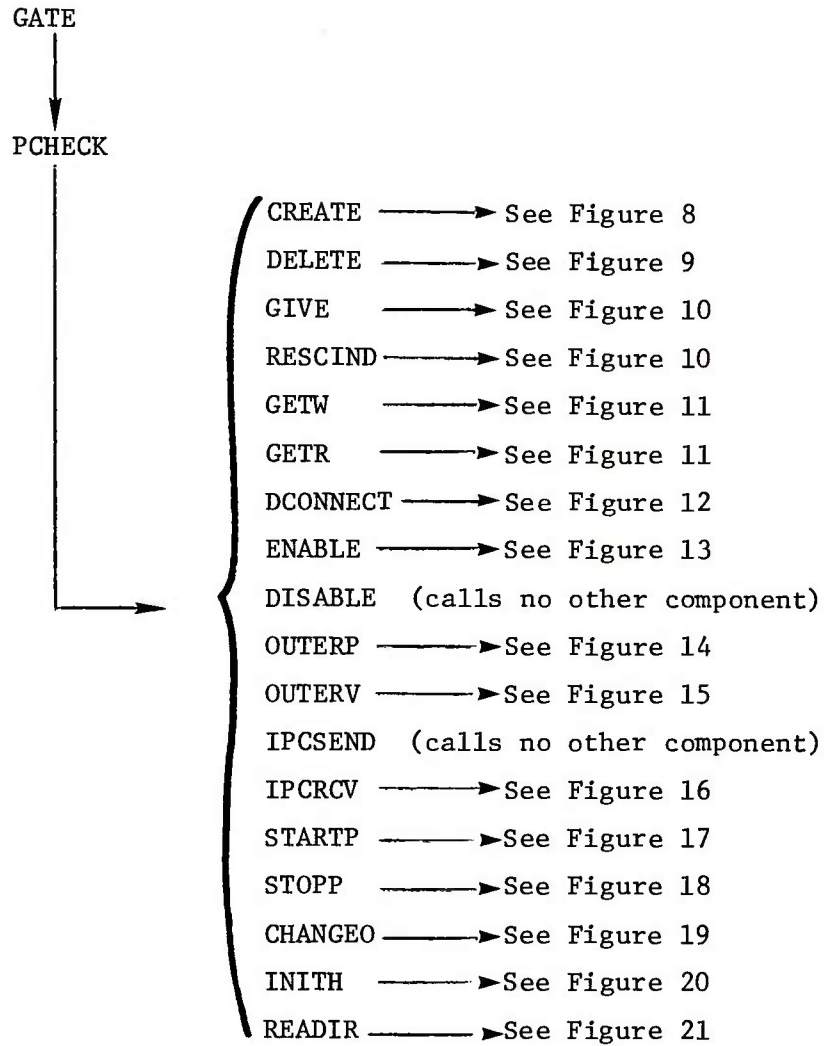 GATE
PCHECK
CREATE See Figure 8
DELETE See Figure 9
GIVE See Figure 10
RESCIND See Figure 10
GETW See Figure 11
GETR See Figure 11
DCONNECT See Figure 12
ENABLE See Figure 13
DISABLE (calls no other component)
OUTERP See Figure 14
OUTERV See Figure 15
IPCSEND (calls no other component)
IPCRCV See Figure 16
STARTP See Figure 17
STOPP See Figure 18
CHANGEO See Figure 19
INITH See Figure 20
READIR See Figure 21